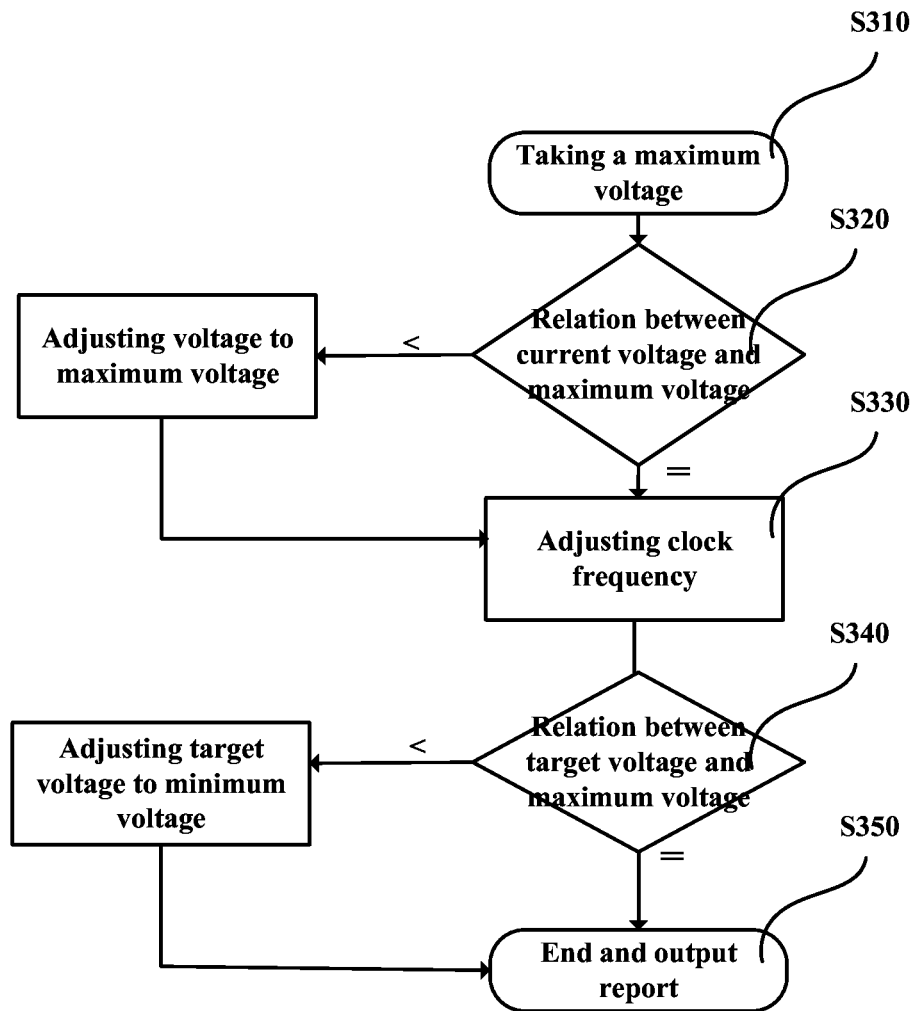 S310
Taking a maximum
voltage
S320
Relation between
current voltage and
maximum voltage
<
Adjusting voltage to
maximum voltage
S330
=
Adjusting clock
frequency
S340
Relation between
target voltage and
maximum voltage
<
Adjusting target
voltage to minimum
voltage
S350
=
End and output
report